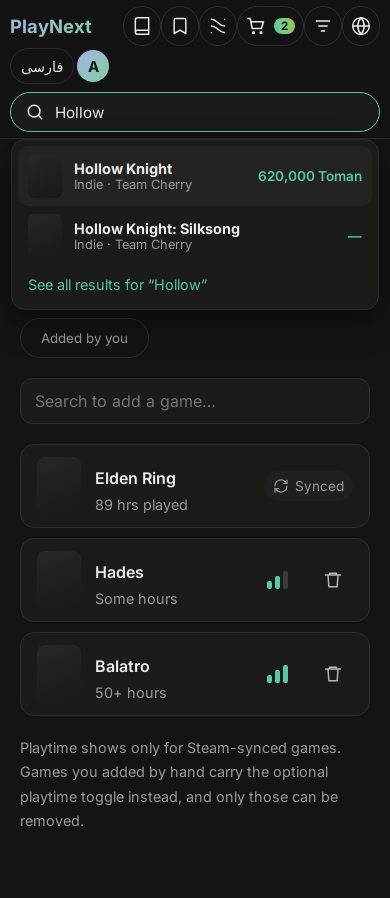 PlayNext
2
فارسی
A
Hollow
Hollow Knight
620,000 Toman
Indie · Team Cherry
Hollow Knight: Silksong
—
Indie · Team Cherry
See all results for “Hollow”
Added by you
Search to add a game...
Elden Ring
Synced
89 hrs played
Hades
Some hours
Balatro
50+ hours
Playtime shows only for Steam-synced games.
Games you added by hand carry the optional
playtime toggle instead, and only those can be
removed.